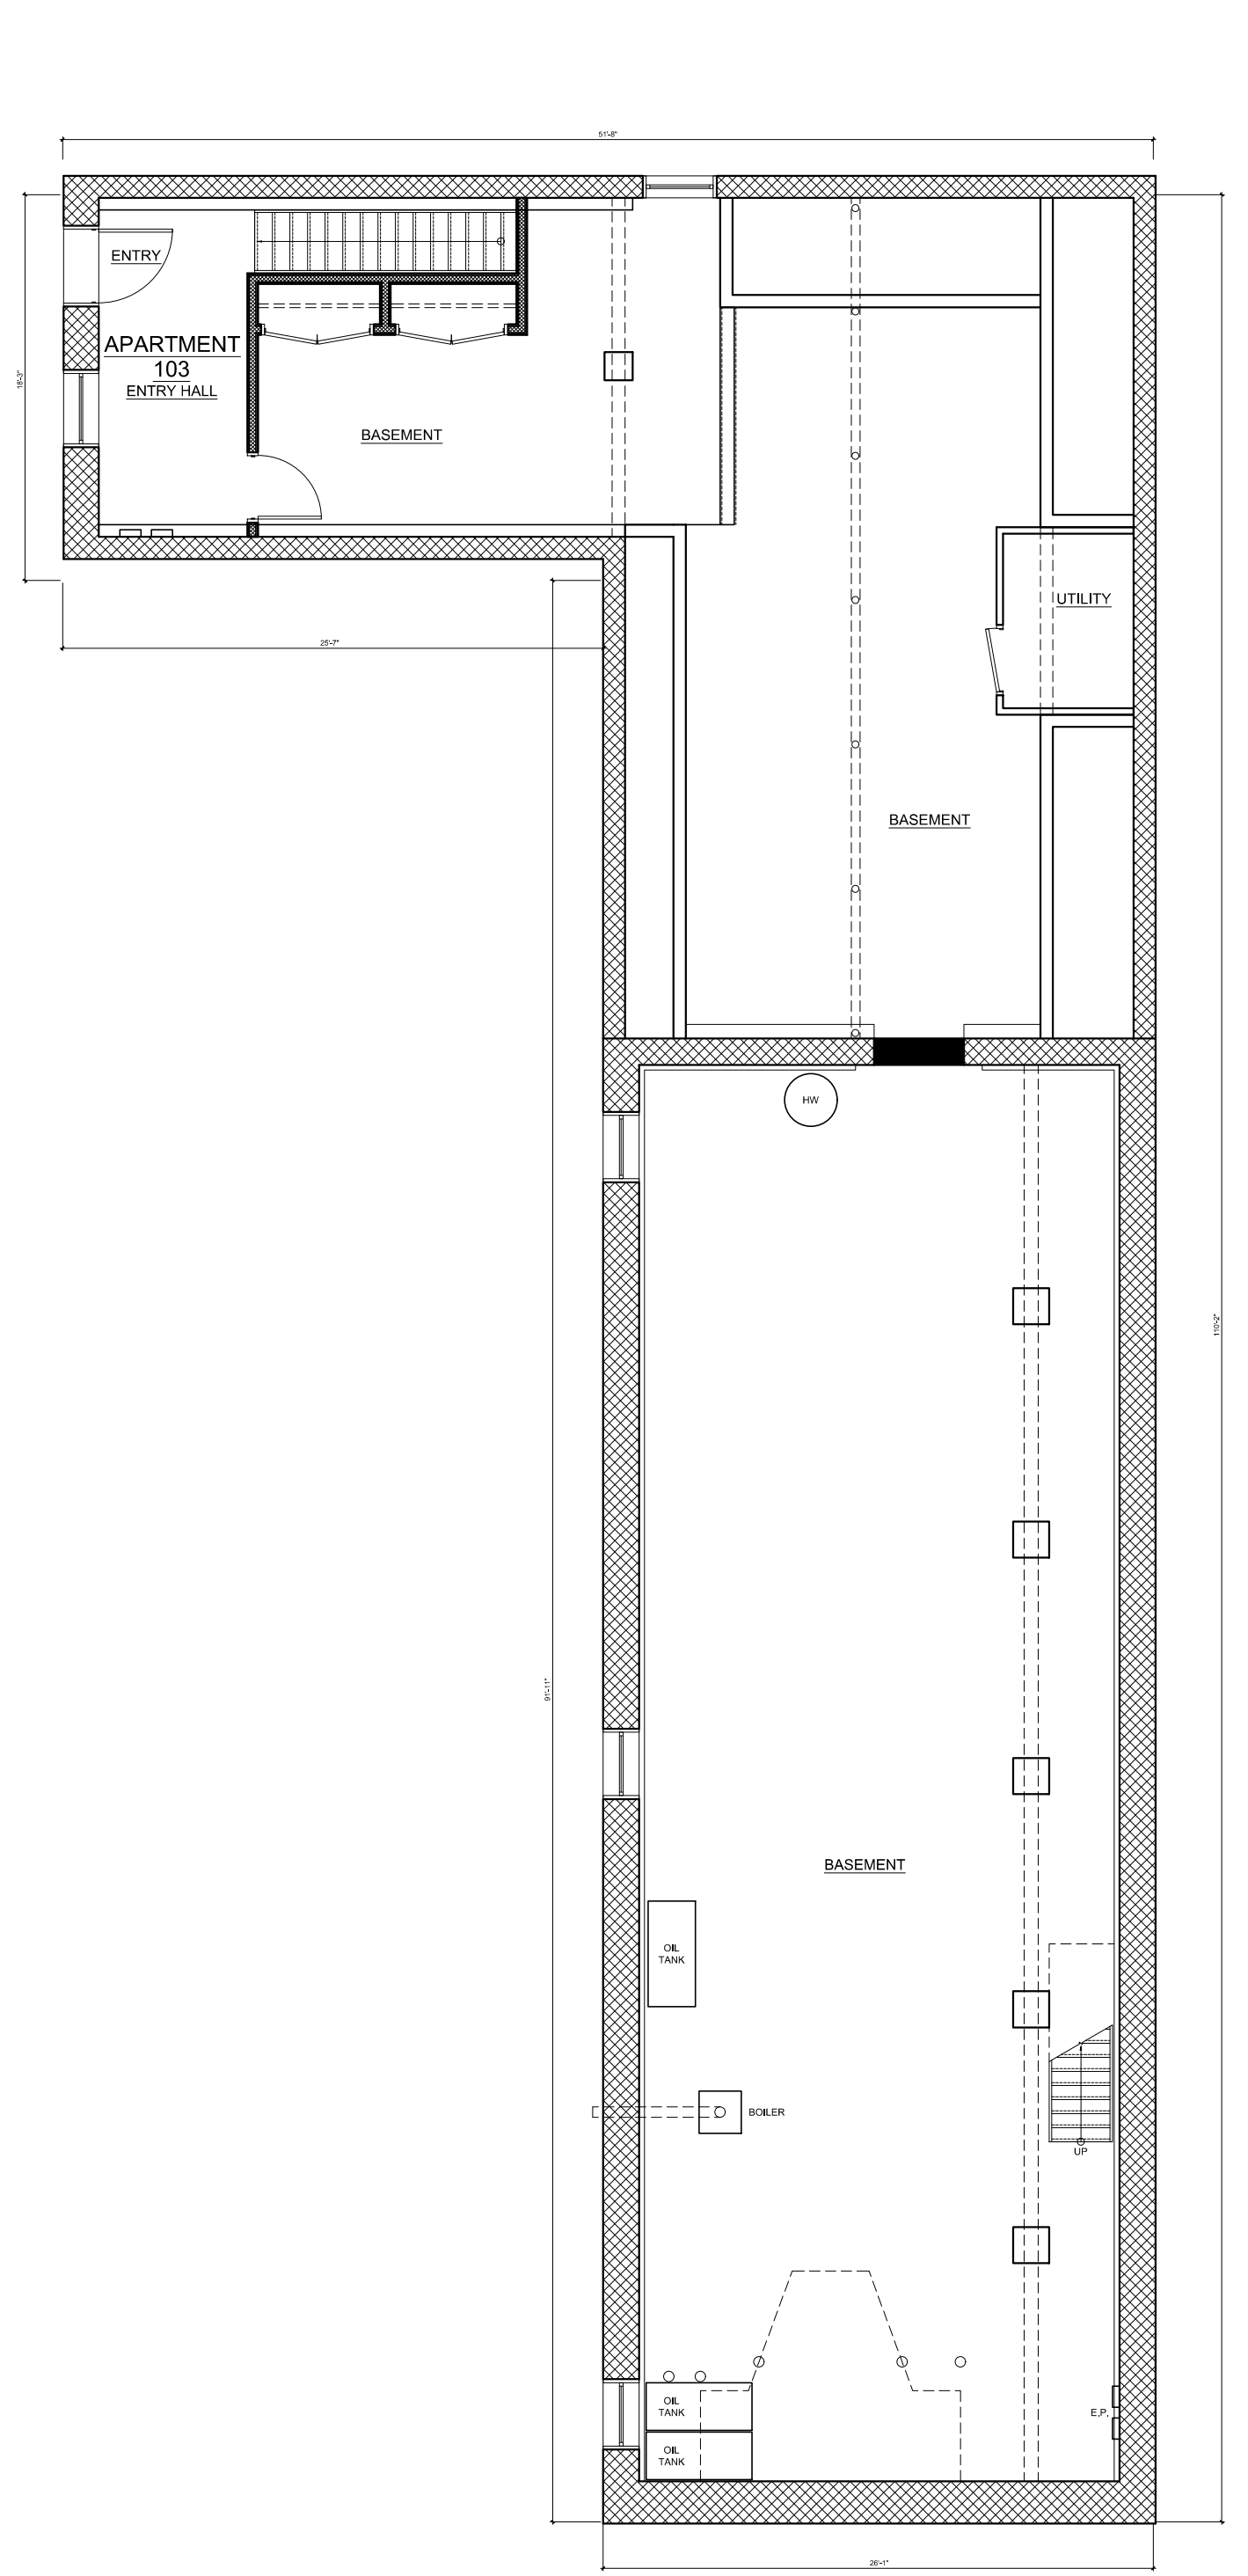 51'-8"
ENTRY
APARTMENT
103
ENTRY HALL
18'-3"
BASEMENT
UTILITY
25'-7"
BASEMENT
HW
110'-2"
91'-11"
BASEMENT
OIL
TANK
BOILER
UP
OIL
TANK
E.P.
OIL
TANK
26'-1"